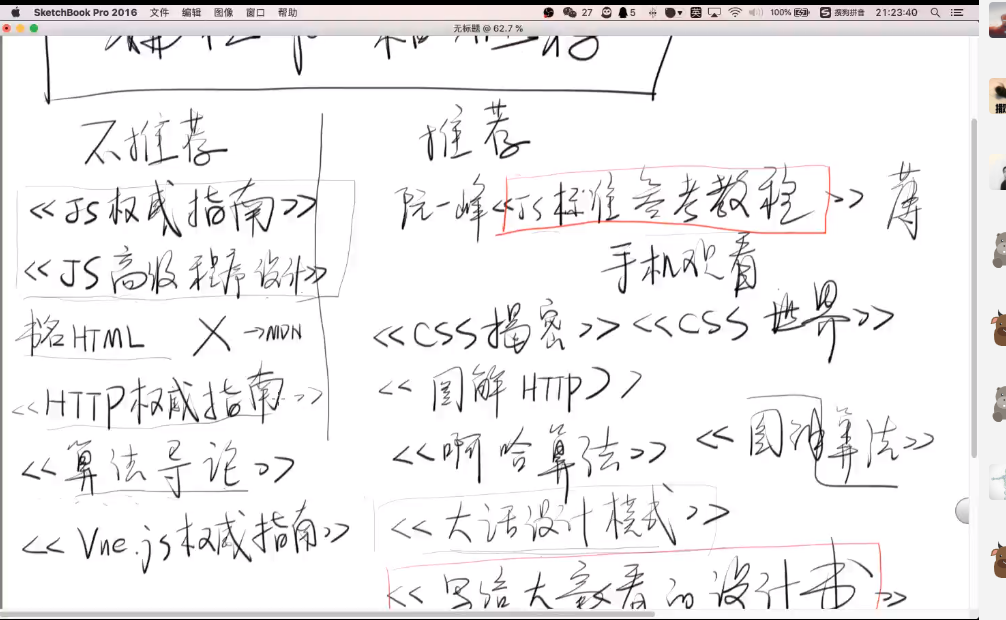 SketchBook Pro 2016 文件 编辑 图像 窗口 帮助 27 5 英 100% 搜狗拼音 21:23:40
无标题 @ 62.7 %
不推荐
<<JS权威指南>>
<<JS高级程序设计>>
书名HTML X →MDN
<<HTTP权威指南>>
<<算法导论>>
<<Vue.js权威指南>>
推荐
阮一峰<<JS标准参考教程>> 薄
手机观看
<<CSS揭密>> <<CSS世界>>
<<图解HTTP>>
<<啊哈算法>> <<图解算法>>
<<大话设计模式>>
<<写给大家看的设计书>>